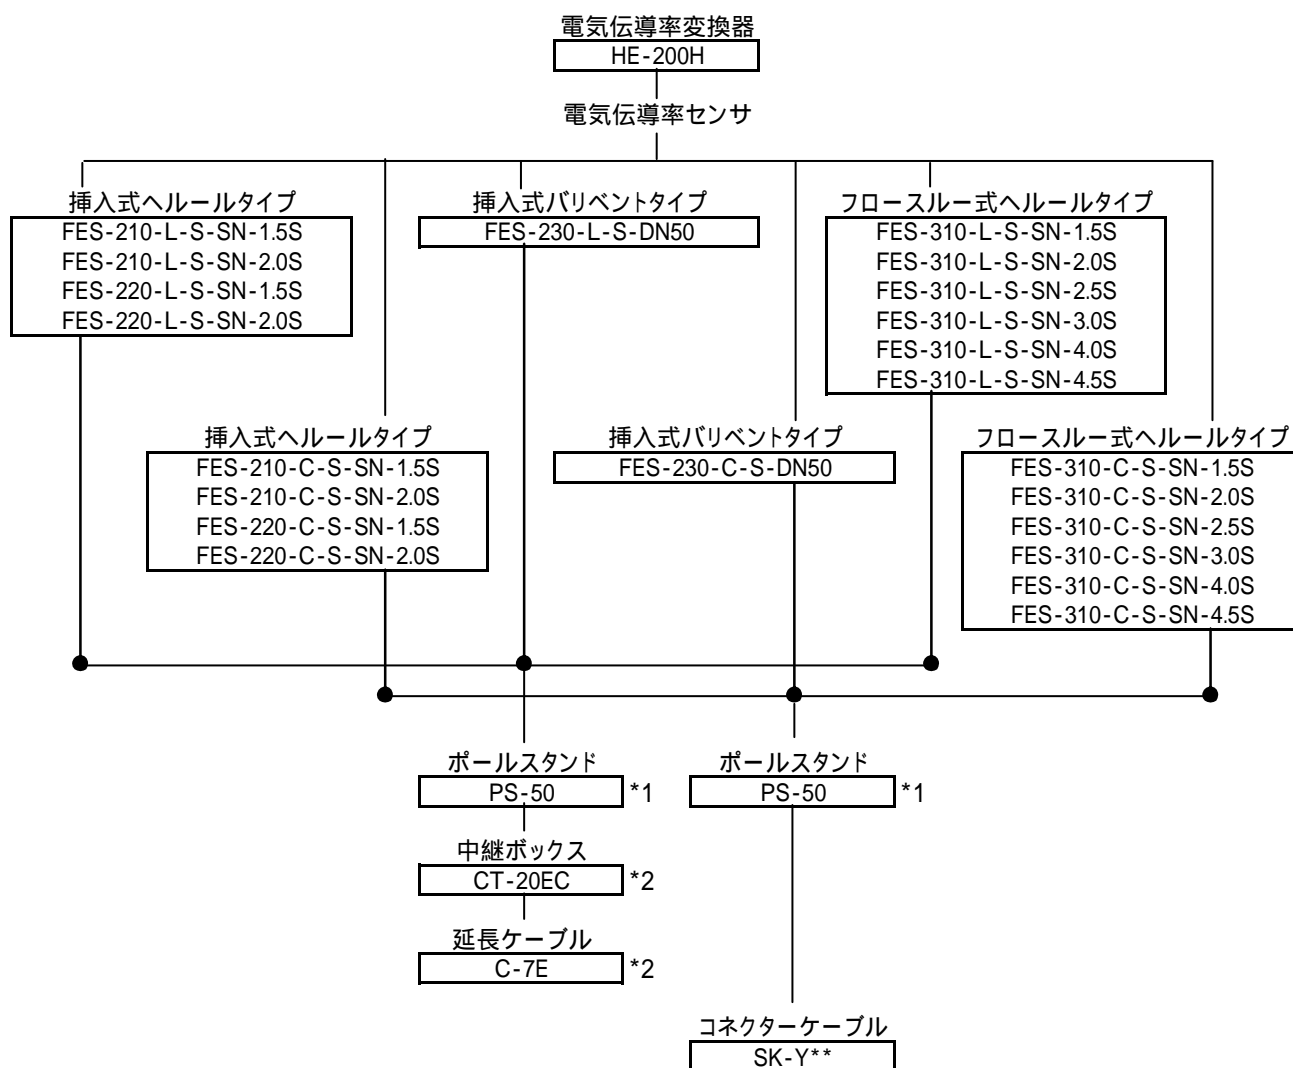 電気伝導率変換器
HE-200H
電気伝導率センサ
挿入式ヘルールタイプ
FES-210-L-S-SN-1.5S
FES-210-L-S-SN-2.0S
FES-220-L-S-SN-1.5S
FES-220-L-S-SN-2.0S
挿入式バリベントタイプ
FES-230-L-S-DN50
フロースルー式ヘルールタイプ
FES-310-L-S-SN-1.5S
FES-310-L-S-SN-2.0S
FES-310-L-S-SN-2.5S
FES-310-L-S-SN-3.0S
FES-310-L-S-SN-4.0S
FES-310-L-S-SN-4.5S
挿入式ヘルールタイプ
FES-210-C-S-SN-1.5S
FES-210-C-S-SN-2.0S
FES-220-C-S-SN-1.5S
FES-220-C-S-SN-2.0S
挿入式バリベントタイプ
FES-230-C-S-DN50
フロースルー式ヘルールタイプ
FES-310-C-S-SN-1.5S
FES-310-C-S-SN-2.0S
FES-310-C-S-SN-2.5S
FES-310-C-S-SN-3.0S
FES-310-C-S-SN-4.0S
FES-310-C-S-SN-4.5S
ポールスタンド
PS-50 *1
中継ボックス
CT-20EC *2
延長ケーブル
C-7E *2
ポールスタンド
PS-50 *1
コネクターケーブル
SK-Y**